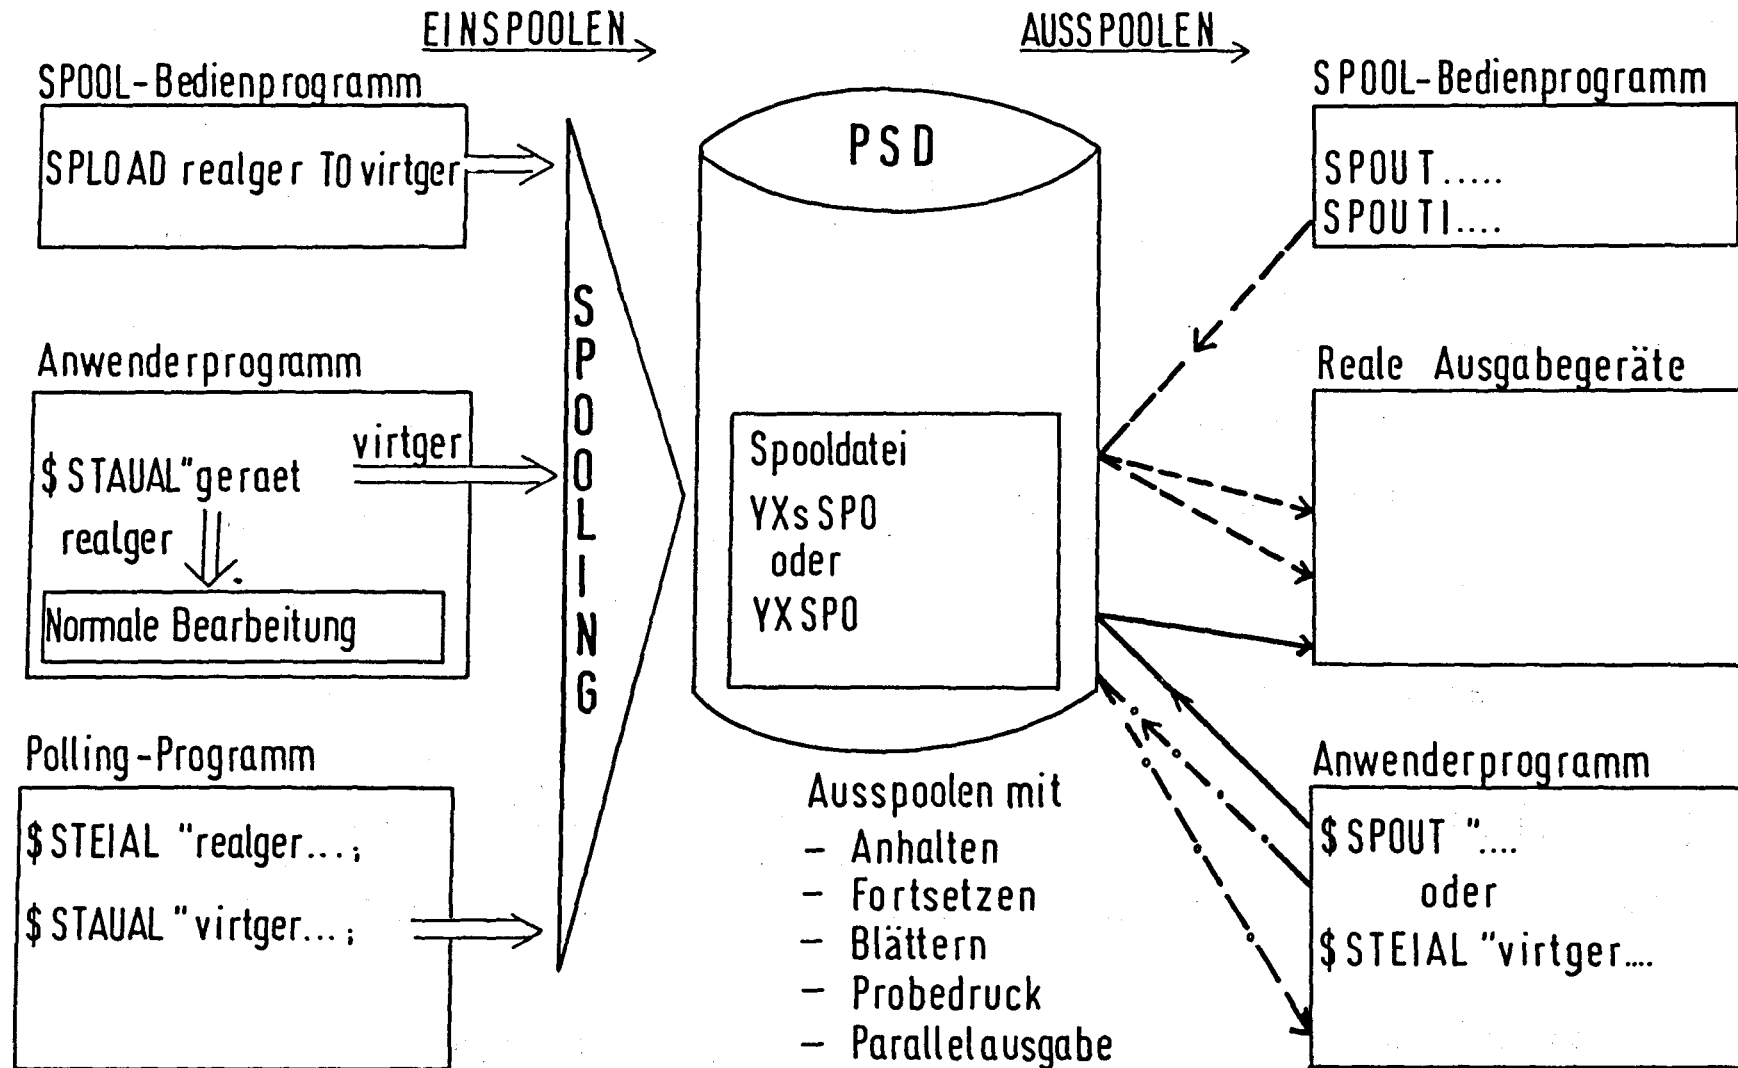 EINSPOOLEN
AUSSPOOLEN
SPOOL-Bedienprogramm
SPLOAD realger TO virtger
Anwenderprogramm
$ STAUAL "geraet
virtger
realger
Normale Bearbeitung
Polling-Programm
$ STEIAL "realger...;
$ STAUAL "virtger...;
SPOOLING
PSD
Spooldatei
YXsSPO
oder
YXSPO
Ausspoolen mit
- Anhalten
- Fortsetzen
- Blättern
- Probedruck
- Parallelausgabe
SPOOL-Bedienprogramm
SPOUT.....
SPOUTI....
Reale Ausgabegeräte
Anwenderprogramm
$ SPOUT "....
oder
$ STEIAL "virtger....